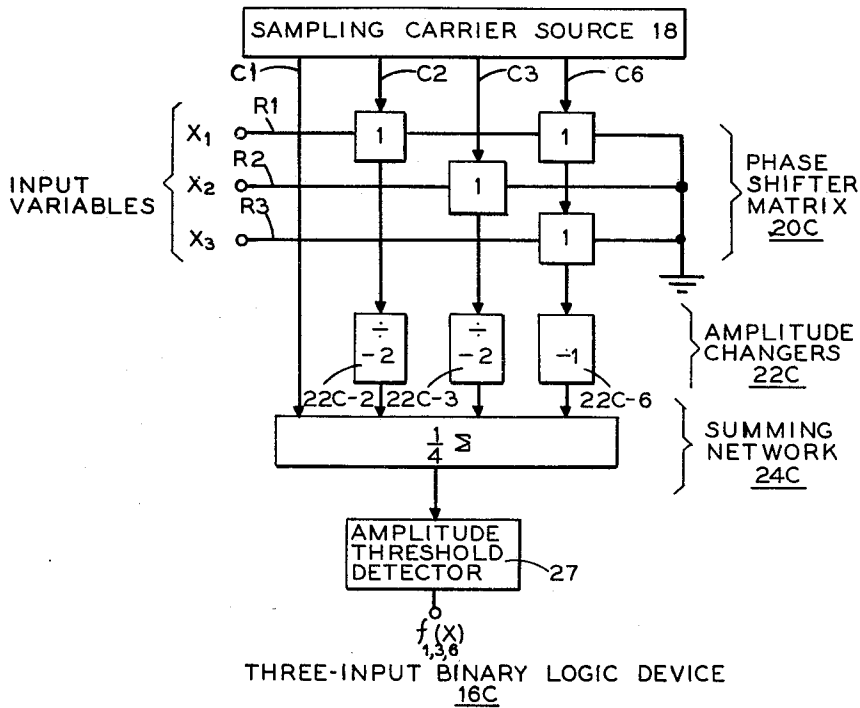 SAMPLING CARRIER SOURCE 18
C1
C2
C3
C6
R1
X1
1
1
INPUT
VARIABLES
R2
X2
1
R3
X3
1
PHASE
SHIFTER
MATRIX
20C
÷
-2
÷
-2
-1
AMPLITUDE
CHANGERS
22C
22C-2
22C-3
22C-6
1/4 Σ
SUMMING
NETWORK
24C
AMPLITUDE
THRESHOLD
DETECTOR
27
f(X)
1,3,6
THREE-INPUT BINARY LOGIC DEVICE
16C